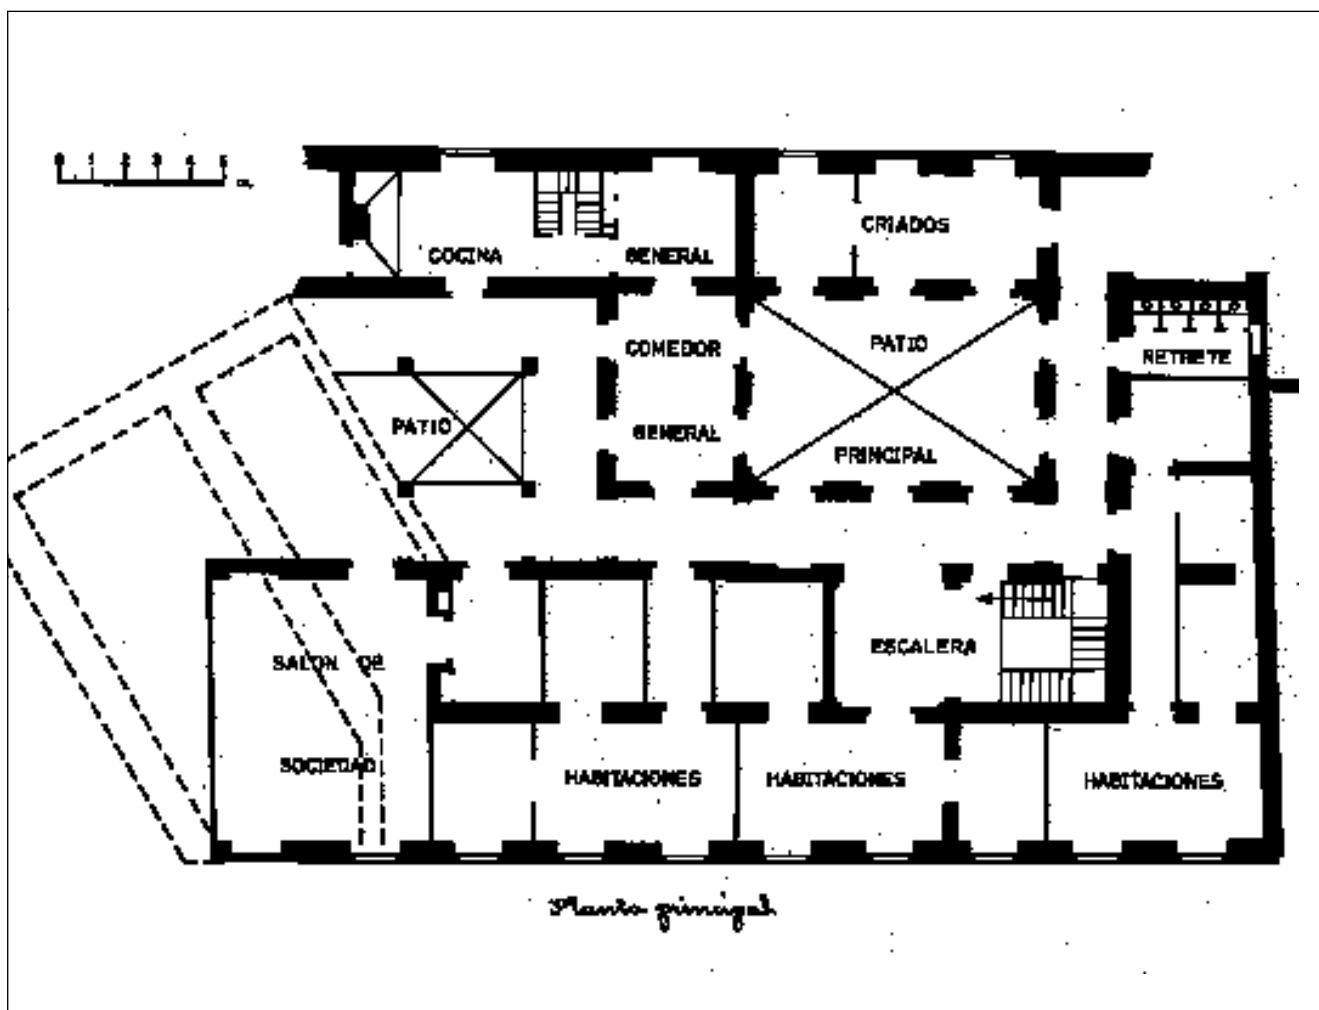 0 1 2 3 4 5 m.
CRIADOS
COCINA GENERAL
COMEDOR
GENERAL
PATIO
PRINCIPAL
RETRETE
PATIO
ESCALERA
SALON DE
SOCIEDAD
HABITACIONES HABITACIONES HABITACIONES
Planta principal